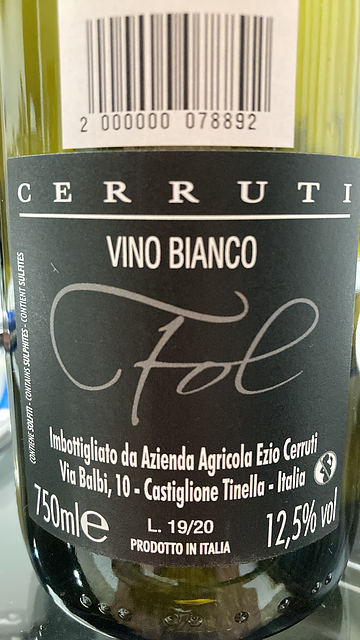 2 000000 078892
CERRUTI
VINO BIANCO
Fol
CONTIENE SOLFITI - CONTAINS SULPHITES - CONTIENT SULFITES
Imbottigliato da Azienda Agricola Ezio Cerruti
Via Balbi, 10 - Castiglione Tinella - Italia
750ml e
L. 19/20
12,5% vol
PRODOTTO IN ITALIA